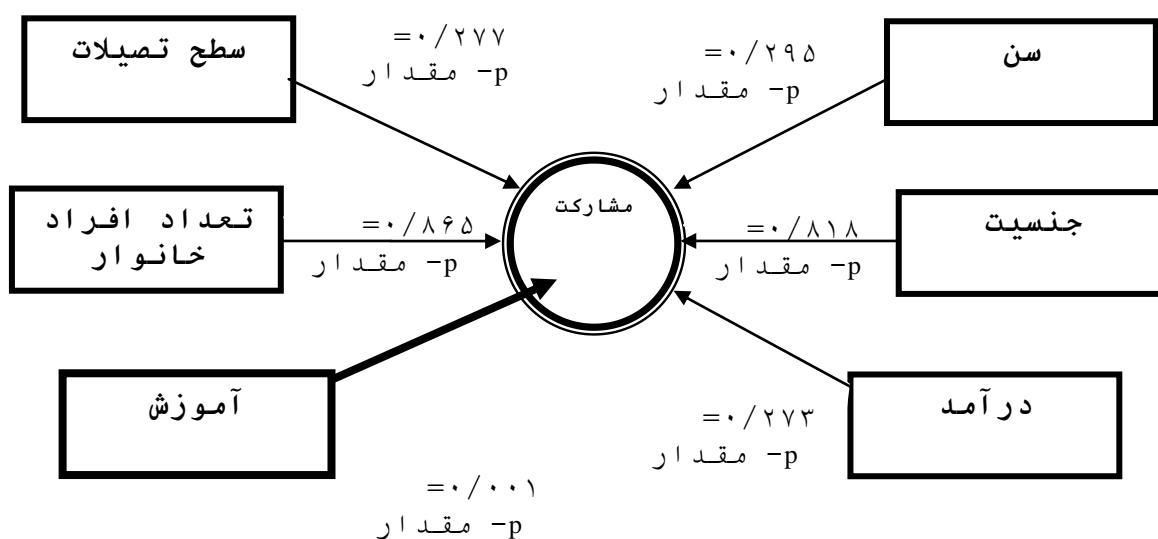 سن
=۰/۲۹۵
p- مقدار
=۰/۲۷۷
p- مقدار
سطح تصیلات
جنسیت
=۰/۸۱۸
p- مقدار
مشارکت
=۰/۸۶۵
p- مقدار
تعداد افراد
خانوار
درآمد
=۰/۲۷۳
p- مقدار
آموزش
=۰/۰۰۱
p- مقدار